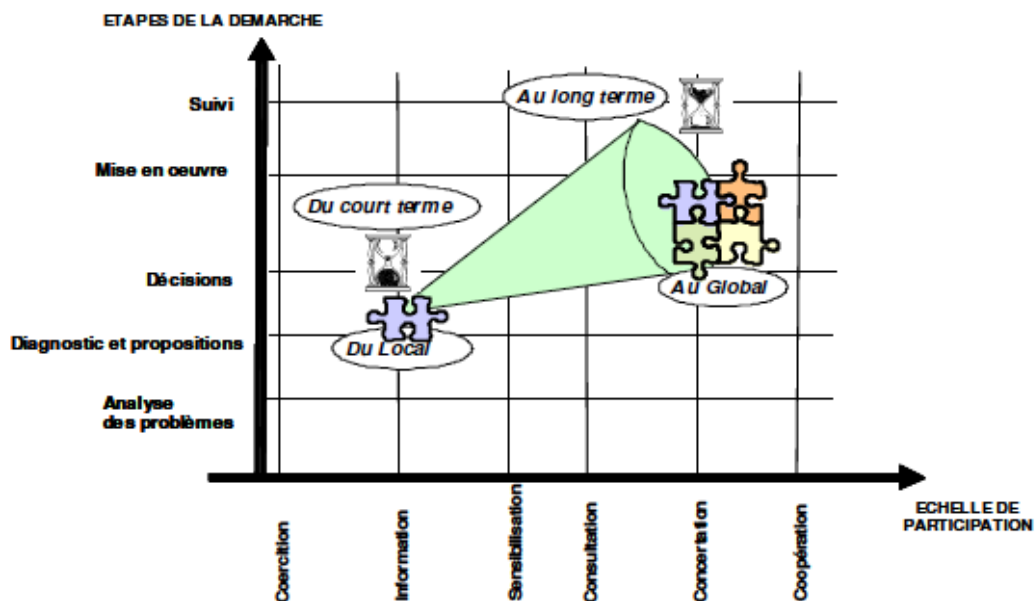 ETAPES DE LA DEMARCHE
Suivi
Au long terme
Mise en oeuvre
Du court terme
Décisions
Au Global
Diagnostic et propositions
Du Local
Analyse
des problèmes
ECHELLE DE
PARTICIPATION
Coercition
Information
Sensibilisation
Consultation
Concertation
Coopération